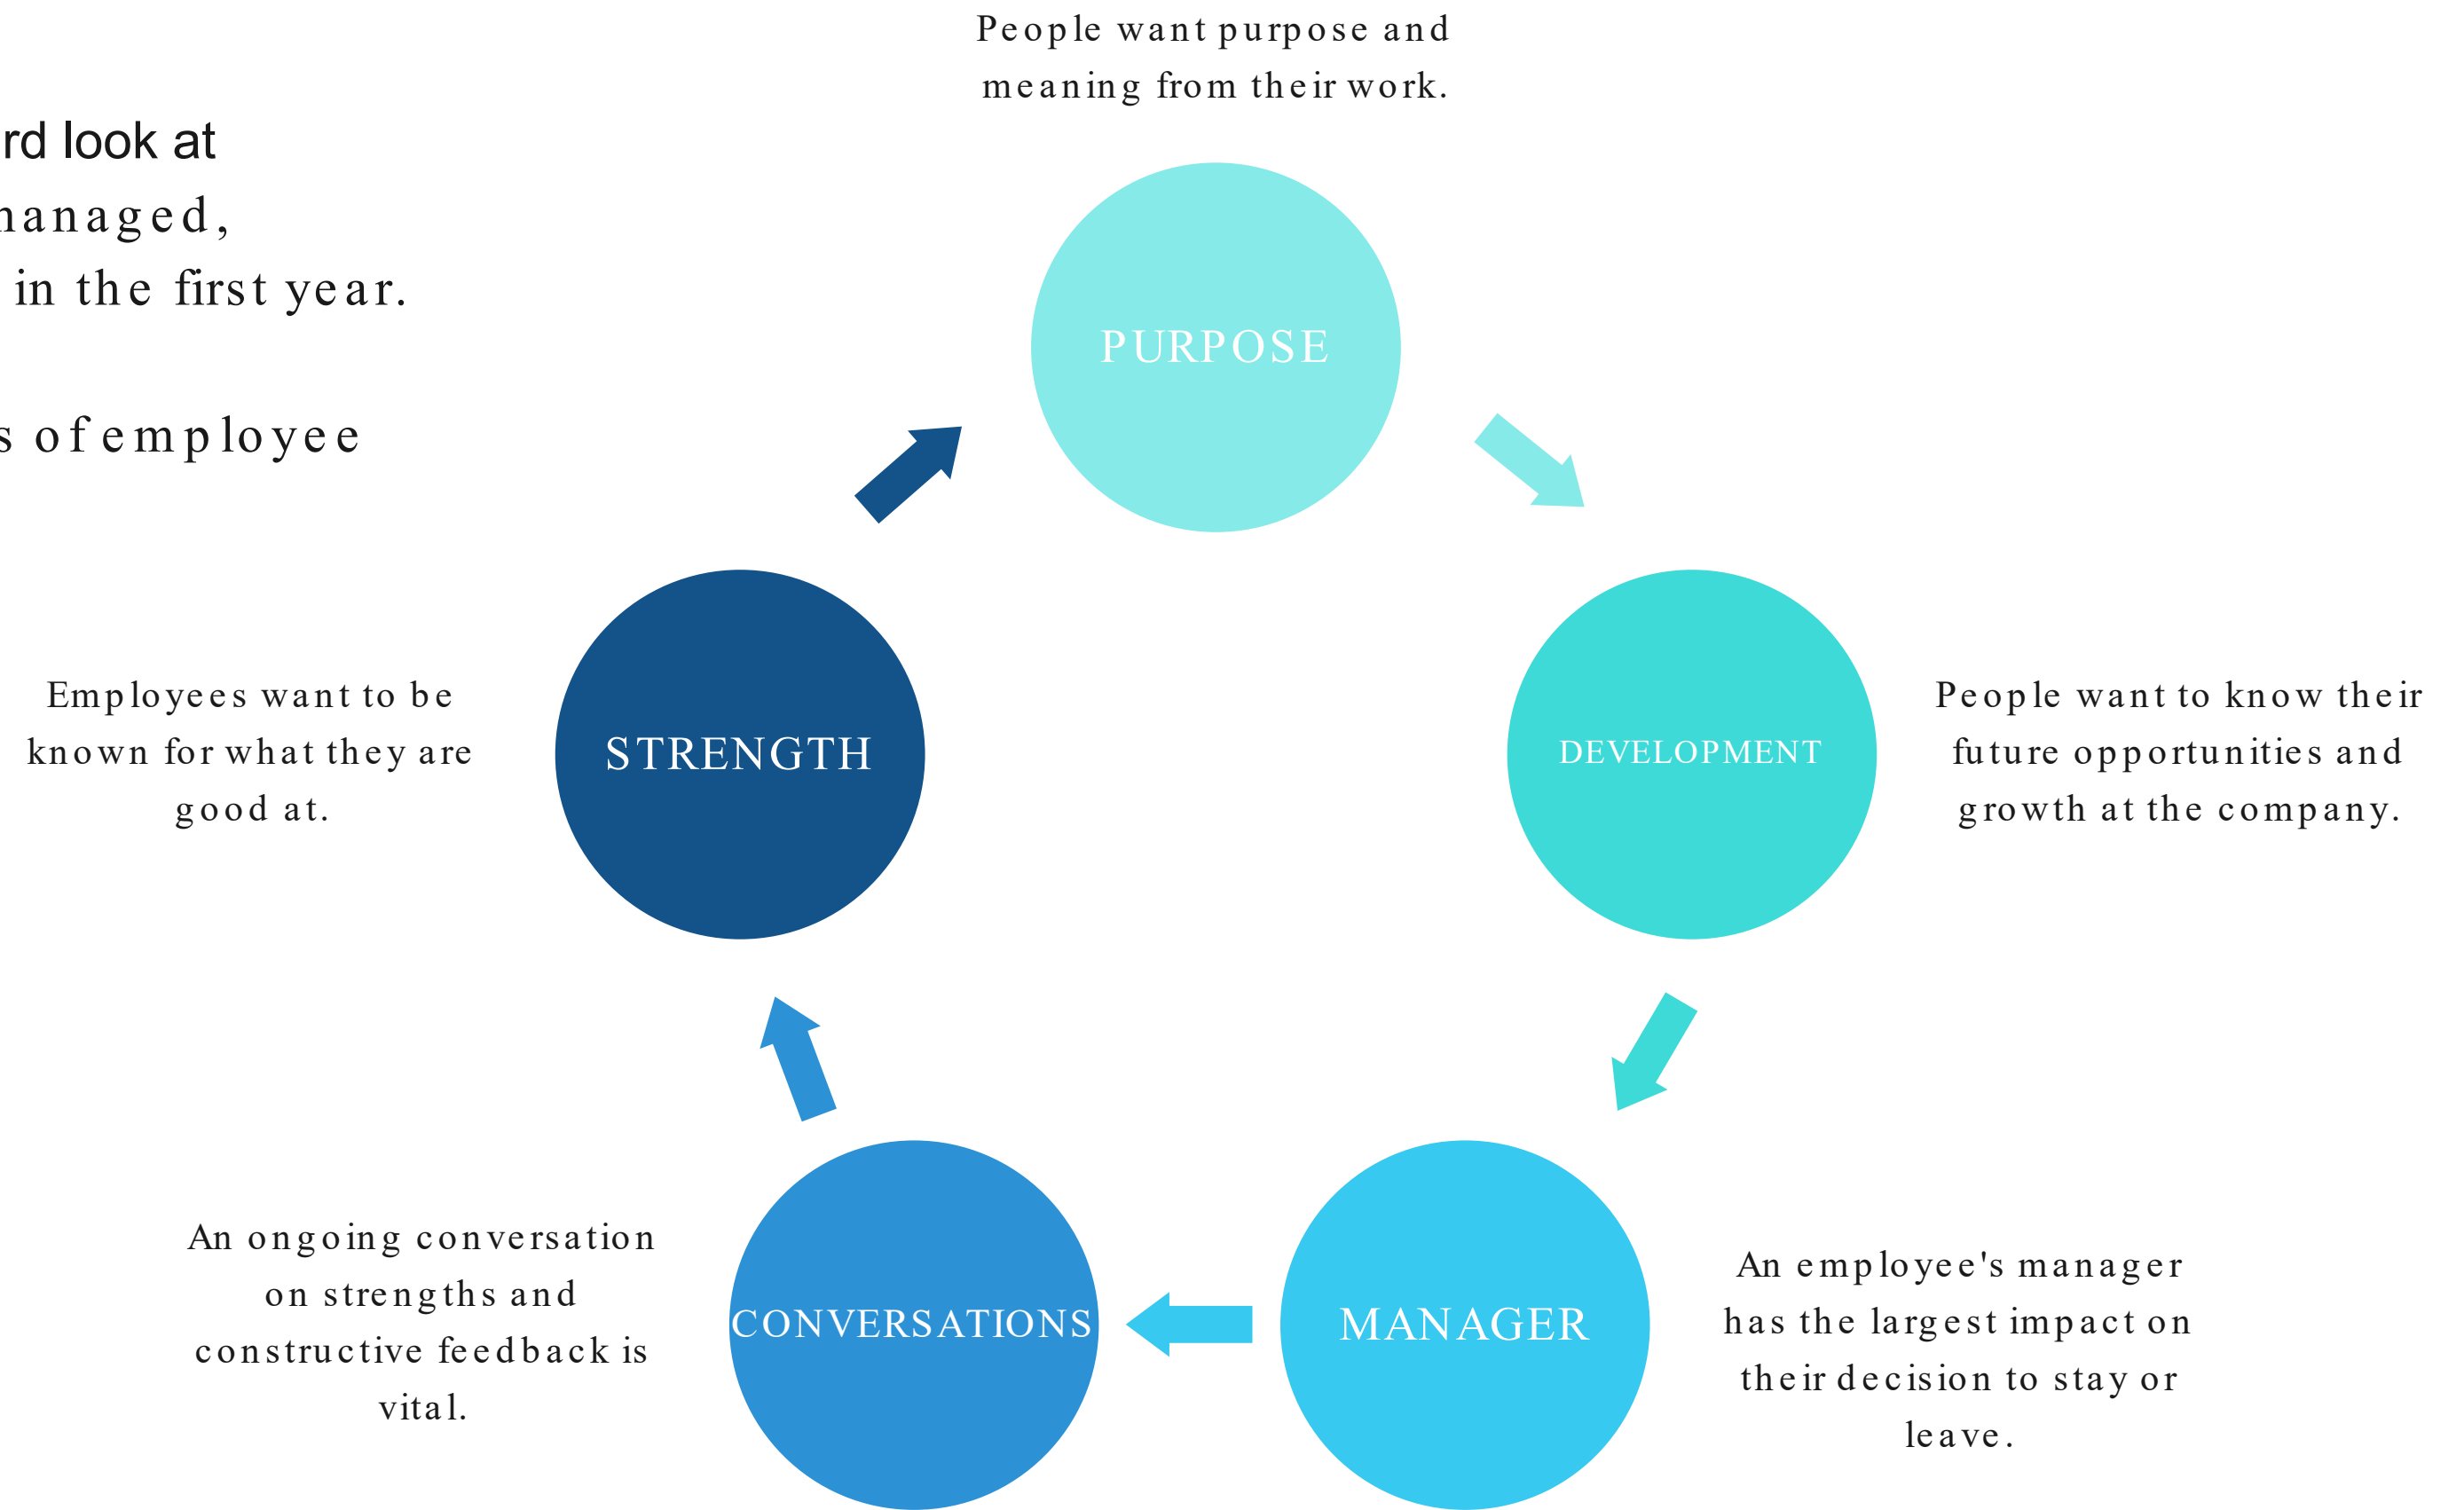 People want purpose and
meaning from their work.
look at
managed,
in the first year.
of employee
PURPOSE
STRENGTH
Employees want to be
known for what they are
good at.
DEVELOPMENT
People want to know their
future opportunities and
growth at the company.
CONVERSATIONS
An ongoing conversation
on strengths and
constructive feedback is
vital.
MANAGER
An employee's manager
has the largest impact on
their decision to stay or
leave.